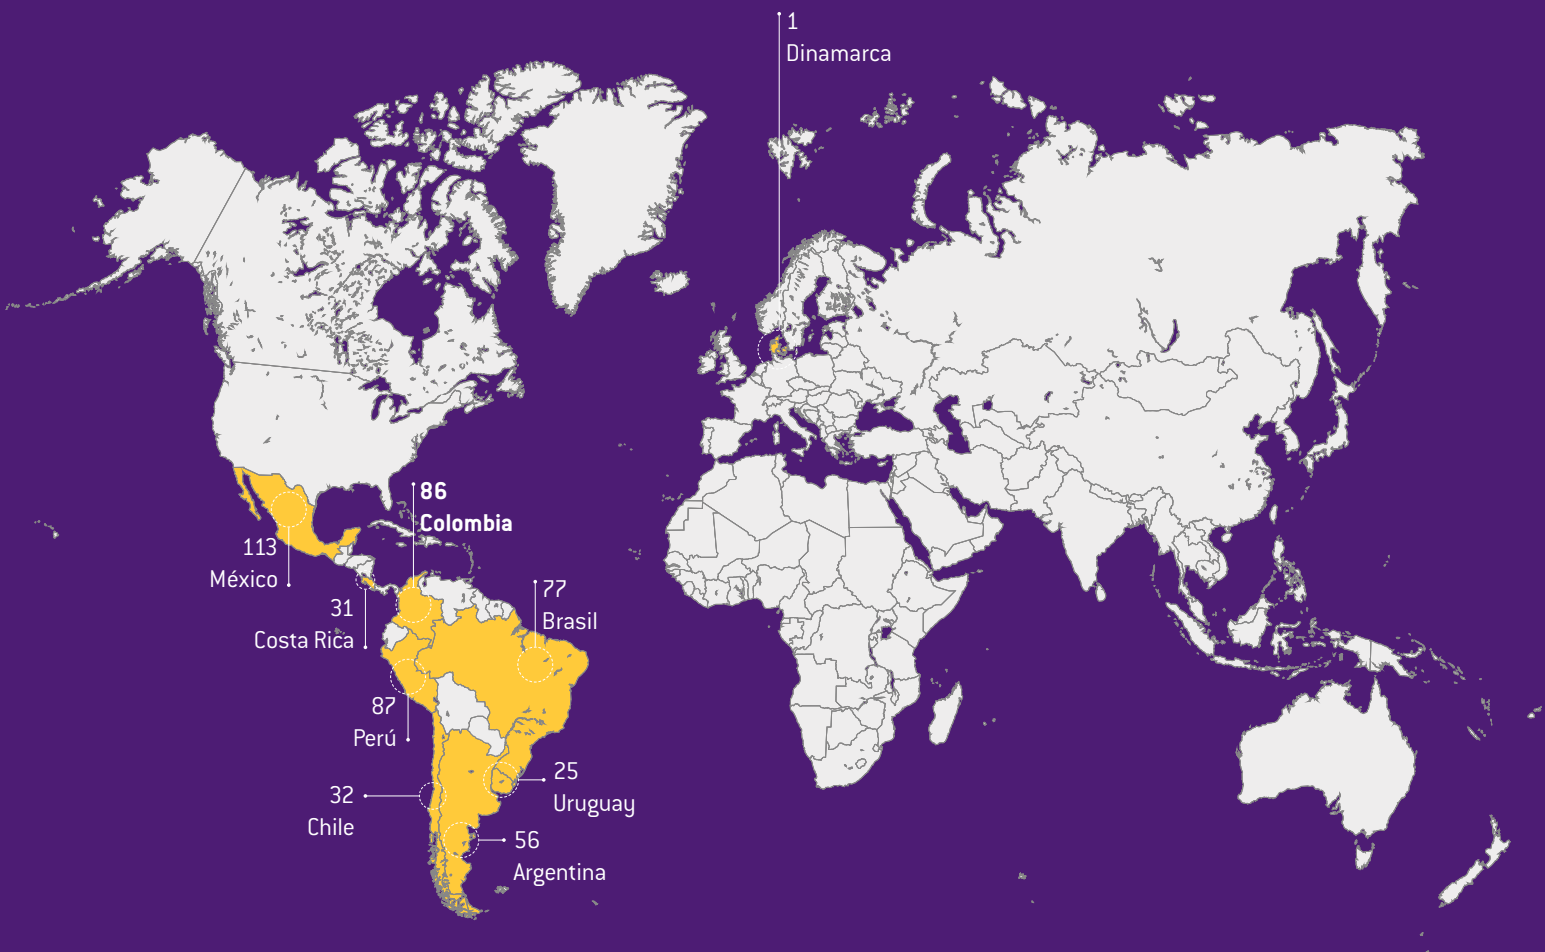 1
Dinamarca
86
Colombia
113
México
77
Brasil
31
Costa Rica
87
Perú
25
Uruguay
32
Chile
56
Argentina